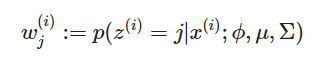 $w_j^{(i)} := p(z^{(i)} = j|x^{(i)}; \phi, \mu, \Sigma)$